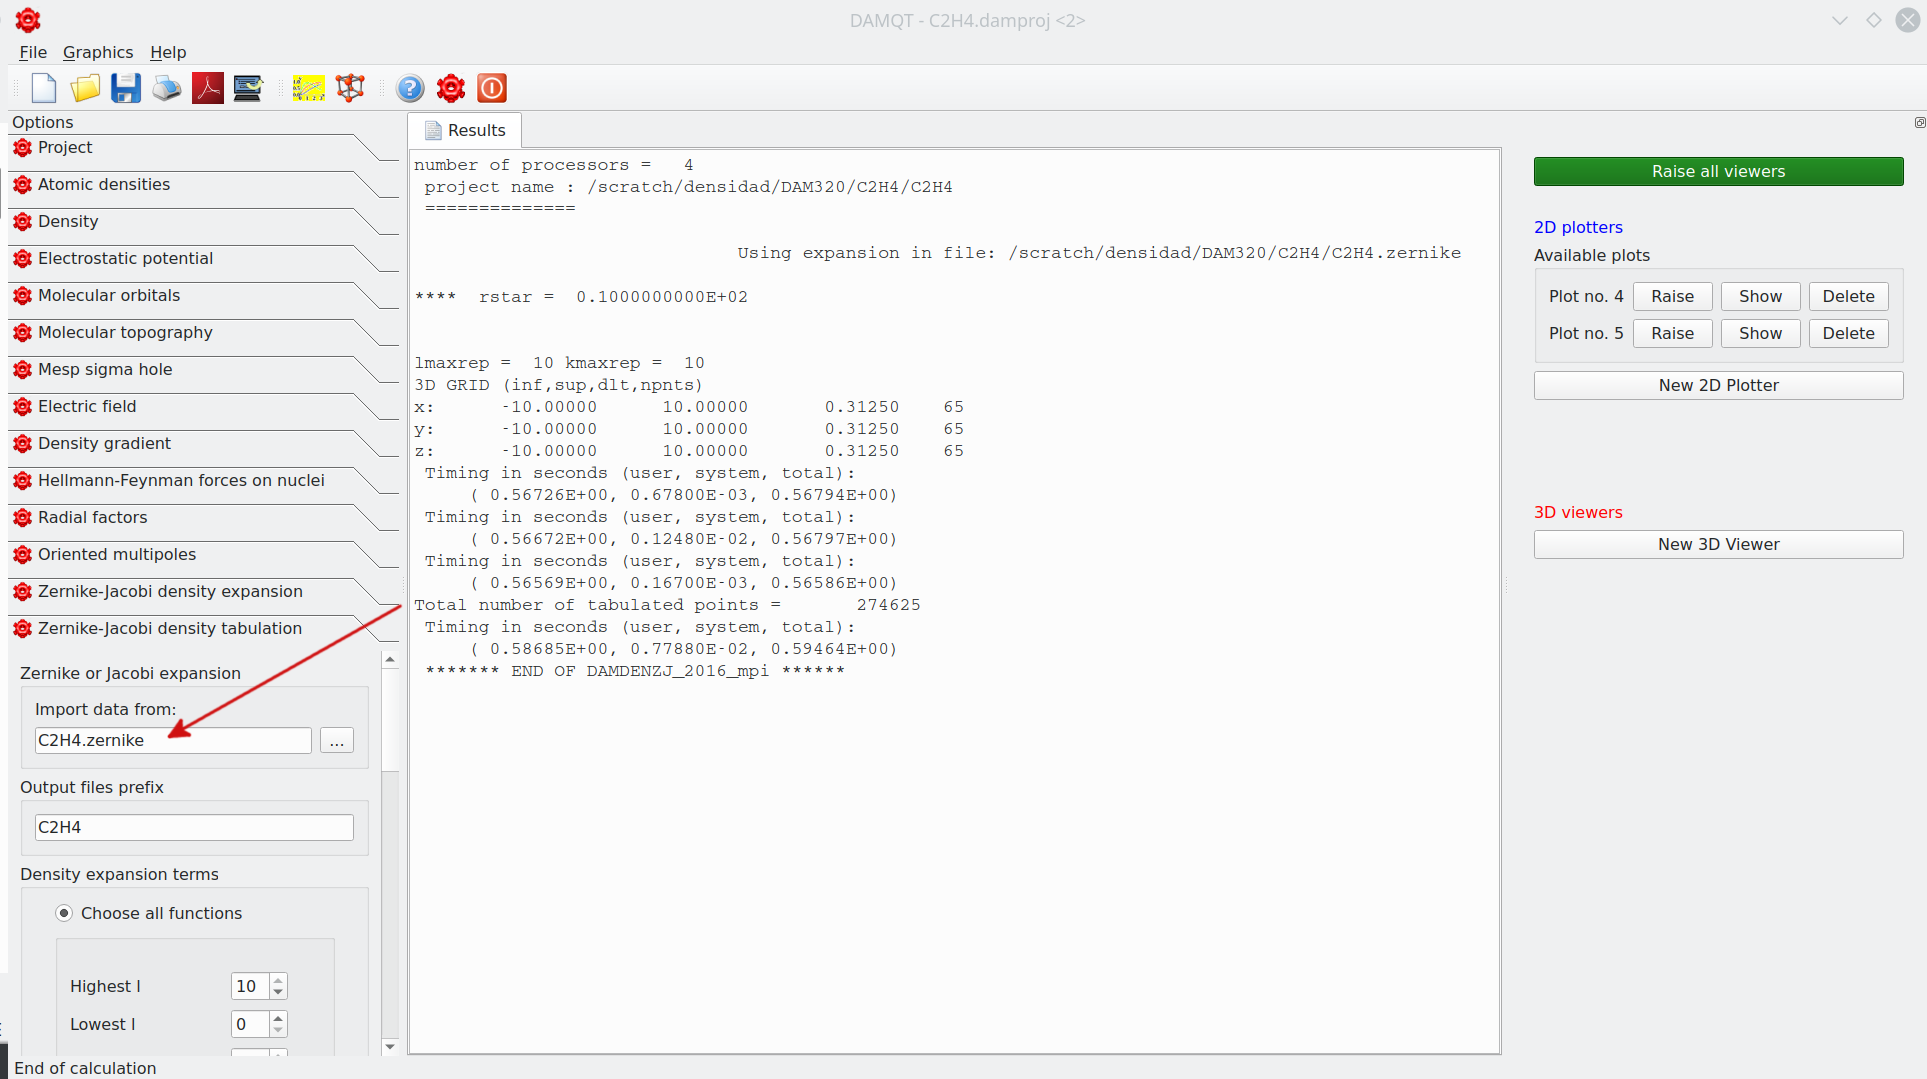 DAMQT - C2H4.damproj <2>
File Graphics Help
Options
Project
Atomic densities
Density
Electrostatic potential
Molecular orbitals
Molecular topography
Mesp sigma hole
Electric field
Density gradient
Hellmann-Feynman forces on nuclei
Radial factors
Oriented multipoles
Zernike-Jacobi density expansion
Zernike-Jacobi density tabulation
Zernike or Jacobi expansion
Import data from:
C2H4.zernike ...
Output files prefix
C2H4
Density expansion terms
Choose all functions
Highest l 10
Lowest l 0
End of calculation
Results
number of processors =   4
project name : /scratch/densidad/DAM320/C2H4/C2H4
==============
Using expansion in file: /scratch/densidad/DAM320/C2H4/C2H4.zernike
****  rstar =  0.1000000000E+02
lmaxrep =  10 kmaxrep =  10
3D GRID (inf,sup,dlt,npnts)
x:      -10.00000      10.00000       0.31250    65
y:      -10.00000      10.00000       0.31250    65
z:      -10.00000      10.00000       0.31250    65
Timing in seconds (user, system, total):
( 0.56726E+00, 0.67800E-03, 0.56794E+00)
Timing in seconds (user, system, total):
( 0.56672E+00, 0.12480E-02, 0.56797E+00)
Timing in seconds (user, system, total):
( 0.56569E+00, 0.16700E-03, 0.56586E+00)
Total number of tabulated points =       274625
Timing in seconds (user, system, total):
( 0.58685E+00, 0.77880E-02, 0.59464E+00)
******* END OF DAMDENZJ_2016_mpi ******
Raise all viewers
2D plotters
Available plots
Plot no. 4 Raise Show Delete
Plot no. 5 Raise Show Delete
New 2D Plotter
3D viewers
New 3D Viewer